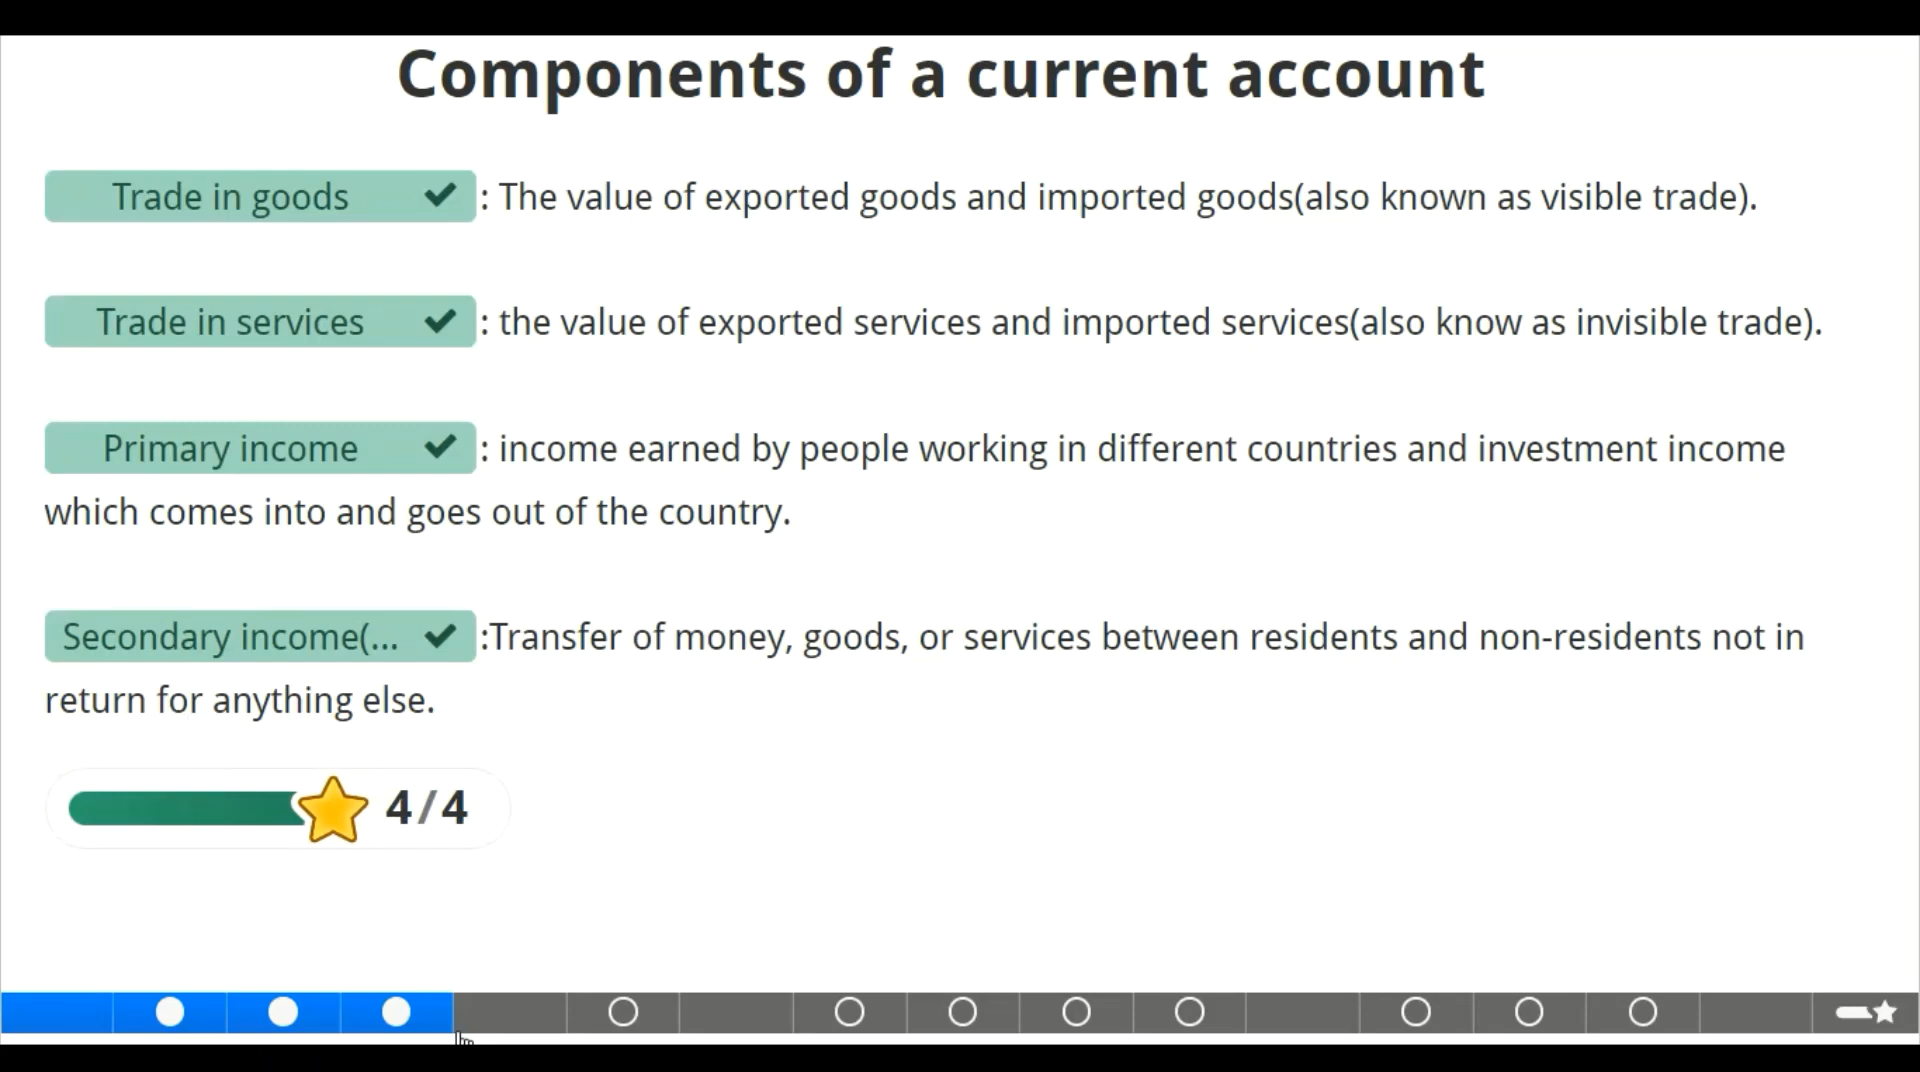 Components of a current account
Trade in goods ✔ : The value of exported goods and imported goods(also known as visible trade).
Trade in services ✔ : the value of exported services and imported services(also know as invisible trade).
Primary income ✔ : income earned by people working in different countries and investment income
which comes into and goes out of the country.
Secondary income(... ✔ :Transfer of money, goods, or services between residents and non-residents not in
return for anything else.
4/4